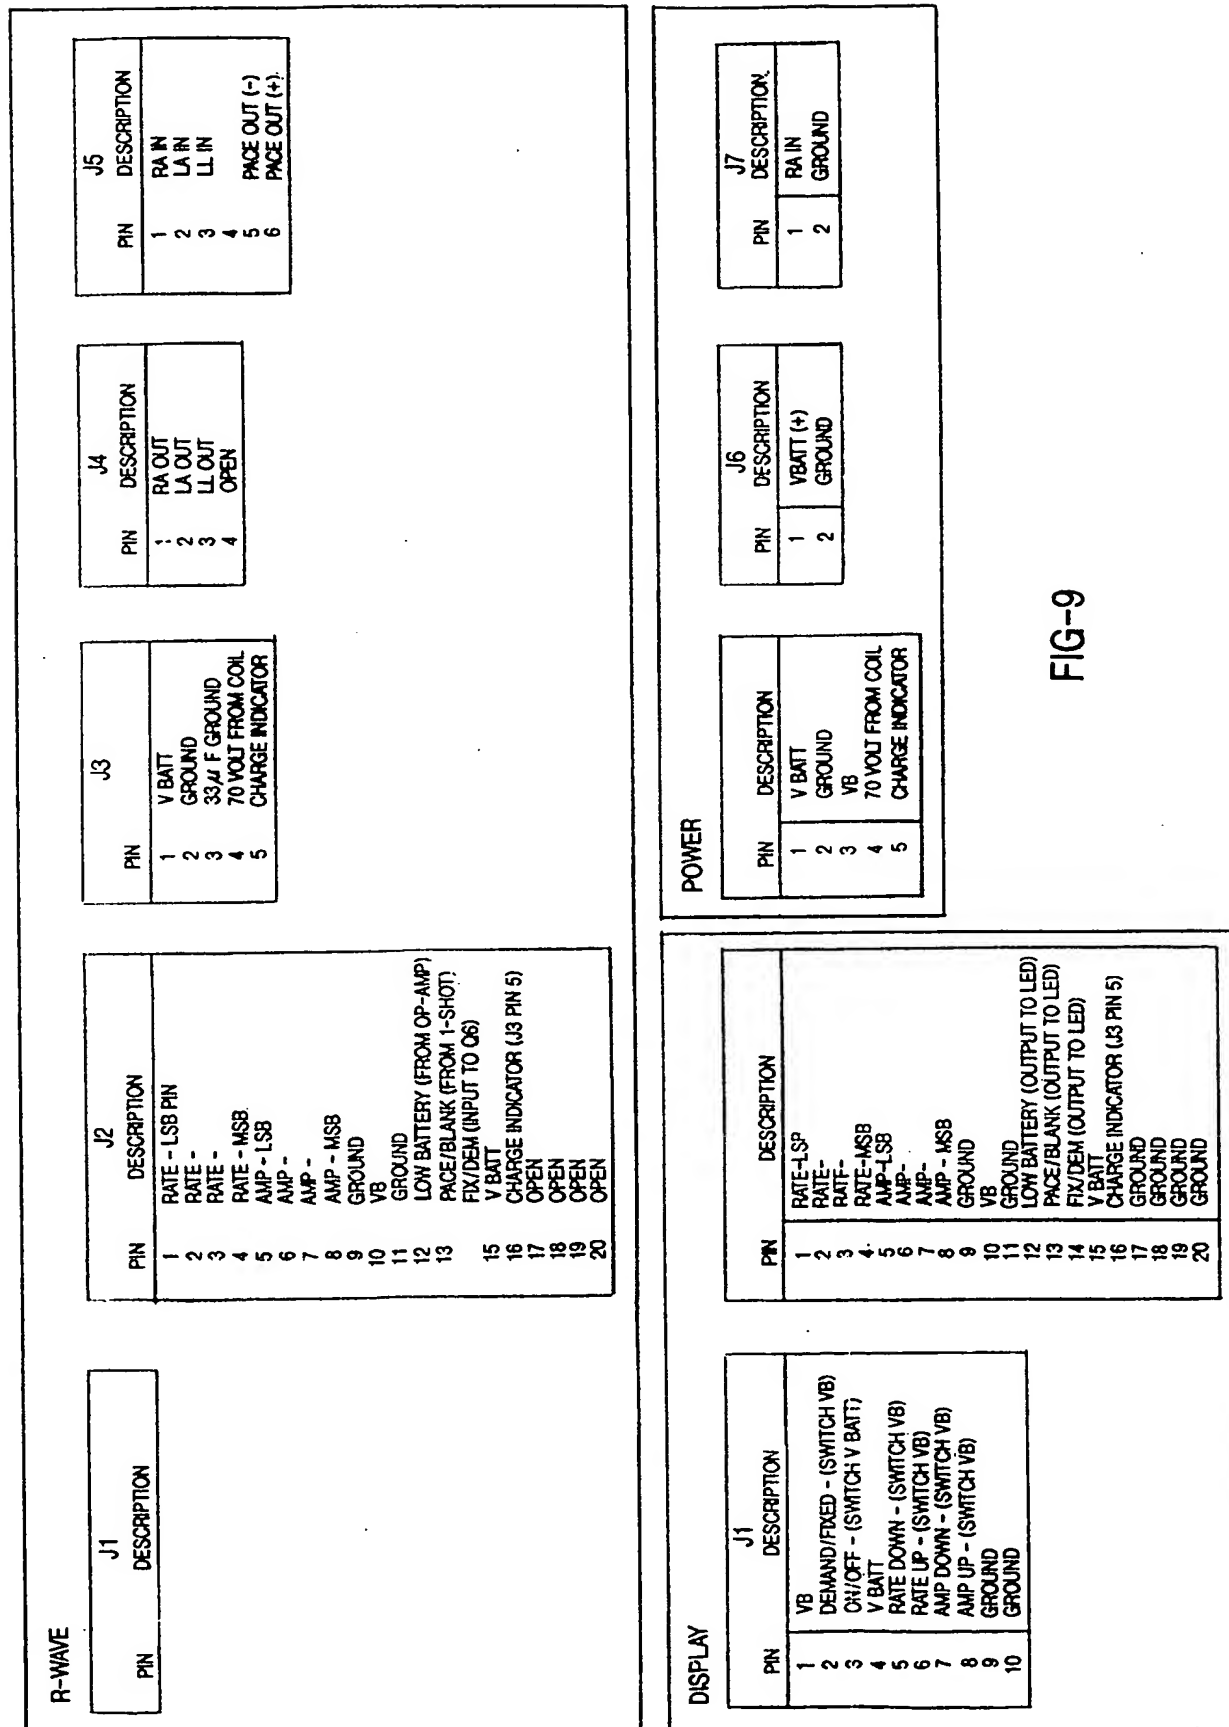 R-WAVE
J1
PIN DESCRIPTION
J2
PIN DESCRIPTION
1 RATE - LSB PIN
2 RATE -
3 RATE -
4 RATE - MSB.
5 AMP - LSB
6 AMP -
7 AMP -
8 AMP - MSB
9 GROUND
10 VB
11 GROUND
12 LOW BATTERY (FROM OP-AMP)
13 PACE/BLANK (FROM 1-SHOT)
FIX/DEM (INPUT TO Q6)
15 V BATT
16 CHARGE INDICATOR (J3 PIN 5)
17 OPEN
18 OPEN
19 OPEN
20 OPEN
J3
PIN
1 V BATT
2 GROUND
3 33μ F GROUND
4 70 VOLT FROM COIL
5 CHARGE INDICATOR
J4
PIN DESCRIPTION
1 RA OUT
2 LA OUT
3 LL OUT
4 OPEN
J5
PIN DESCRIPTION
1 RA IN
2 LA IN
3 LL IN
4
5 PACE OUT (-)
6 PACE OUT (+)
DISPLAY
J1
PIN DESCRIPTION
1 VB
2 DEMAND/FIXED - (SWITCH VB)
3 ON/OFF - (SWITCH V BATT)
4 V BATT
5 RATE DOWN - (SWITCH VB)
6 RATE UP - (SWITCH VB)
7 AMP DOWN - (SWITCH VB)
8 AMP UP - (SWITCH VB)
9 GROUND
10 GROUND
PIN DESCRIPTION
1 RATE-LSP
2 RATE-
3 RATE-
4. RATE-MSB
5 AMP-LSB
6 AMP-
7 AMP-
8 AMP - MSB
9 GROUND
10 VB
11 GROUND
12 LOW BATTERY (OUTPUT TO LED)
13 PACE/BLANK (OUTPUT TO LED)
14 FIX/DEM (OUTPUT TO LED)
15 V BATT
16 CHARGE INDICATOR (J3 PIN 5)
17 GROUND
18 GROUND
19 GROUND
20 GROUND
POWER
PIN DESCRIPTION
1 V BATT
2 GROUND
3 VB
4 70 VOLT FROM COIL
5 CHARGE INDICATOR
J6
PIN DESCRIPTION
1 VBATT (+)
2 GROUND
J7
PIN DESCRIPTION.
1 RA IN
2 GROUND
FIG-9